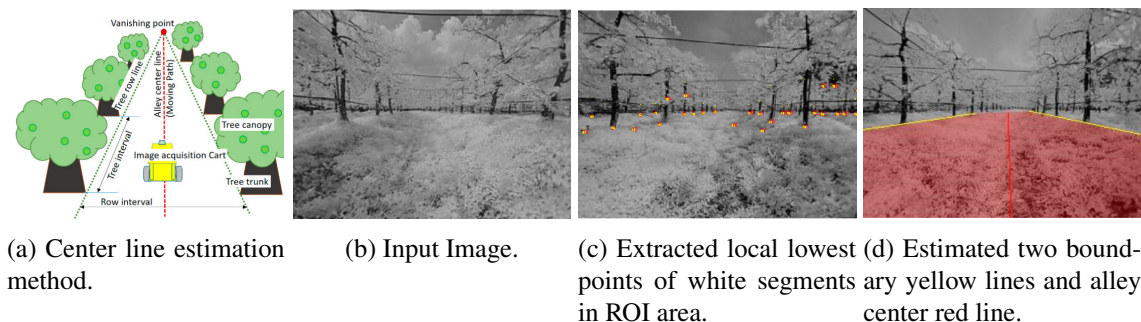 Vanishing point
Tree row line
Alley center line
(Moving Path)
Tree canopy
Tree interval
Image acquisition Cart
Tree trunk
Row interval
(a) Center line estimation
method.
(b) Input Image.
(c) Extracted local lowest
points of white segments
in ROI area.
(d) Estimated two bound-
ary yellow lines and alley
center red line.